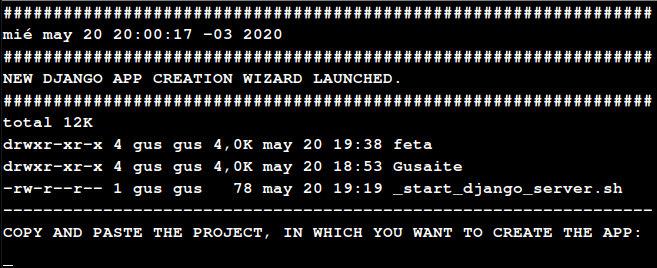 #################################################################
mié may 20 20:00:17 -03 2020
#################################################################
NEW DJANGO APP CREATION WIZARD LAUNCHED.
#################################################################
total 12K
drwxr-xr-x 4 gus gus 4,0K may 20 19:38 feta
drwxr-xr-x 4 gus gus 4,0K may 20 18:53 Gusaite
-rw-r--r-- 1 gus gus   78 may 20 19:19 _start_django_server.sh
-----------------------------------------------------------------
COPY AND PASTE THE PROJECT, IN WHICH YOU WANT TO CREATE THE APP:
_